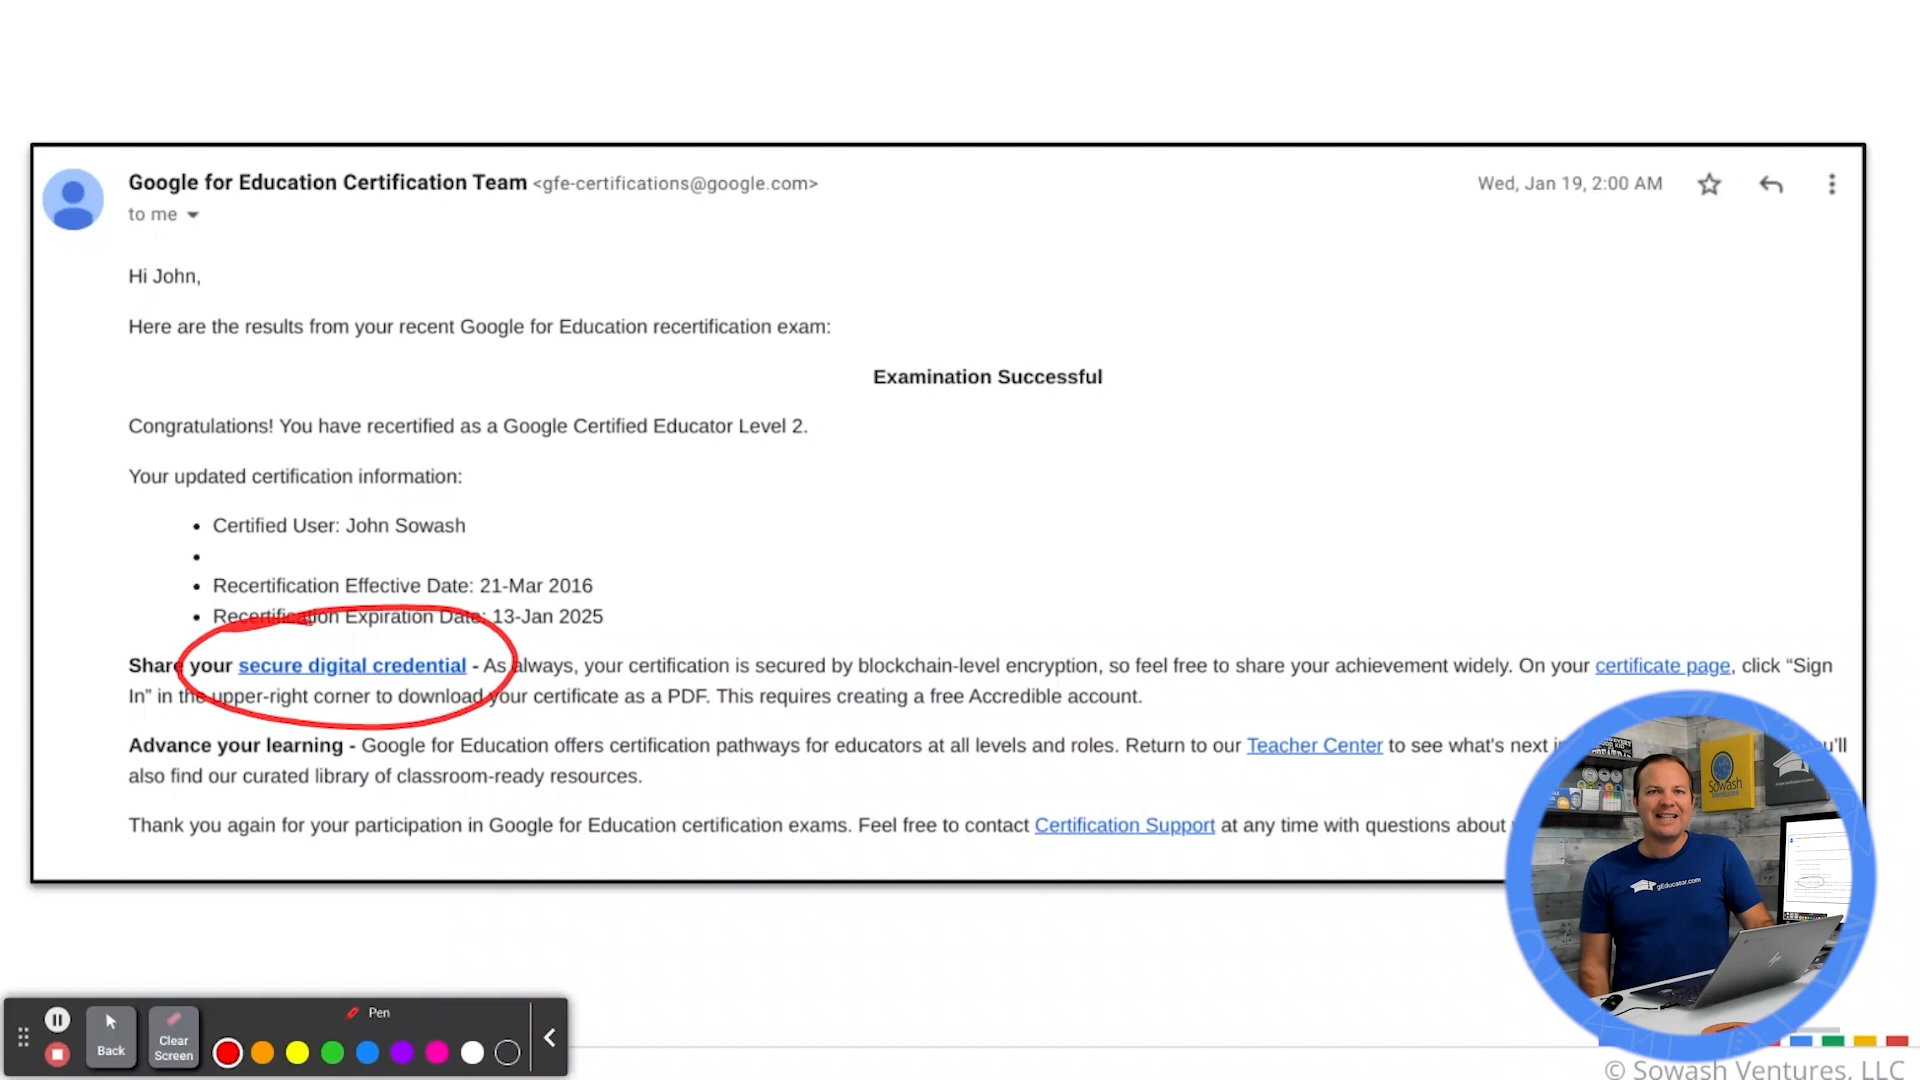 Google for Education Certification Team <gfe-certifications@google.com>
Wed, Jan 19, 2:00 AM
to me
Hi John,
Here are the results from your recent Google for Education recertification exam:
Examination Successful
Congratulations! You have recertified as a Google Certified Educator Level 2.
Your updated certification information:
• Certified User: John Sowash
•
• Recertification Effective Date: 21-Mar 2016
• Recertification Expiration Date: 13-Jan 2025
Share your secure digital credential - As always, your certification is secured by blockchain-level encryption, so feel free to share your achievement widely. On your certificate page, click “Sign
In” in the upper-right corner to download your certificate as a PDF. This requires creating a free Accredible account.
Advance your learning - Google for Education offers certification pathways for educators at all levels and roles. Return to our Teacher Center to see what's next
also find our curated library of classroom-ready resources.
Thank you again for your participation in Google for Education certification exams. Feel free to contact Certification Support at any time with questions about
Sowash
Ventures
gEducator.com
hp
Pen
Back
Clear
Screen
© Sowash Ventures, LLC